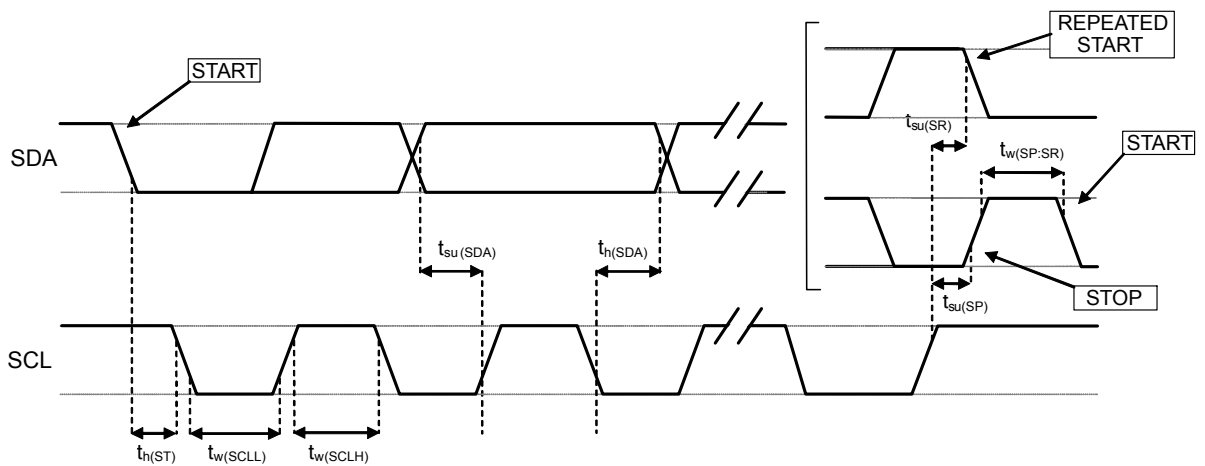 REPEATED
START
START
t_su(SR)
t_w(SP:SR)
START
SDA
t_su(SDA)
t_h(SDA)
t_su(SP)
STOP
SCL
t_h(ST)
t_w(SCLL)
t_w(SCLH)